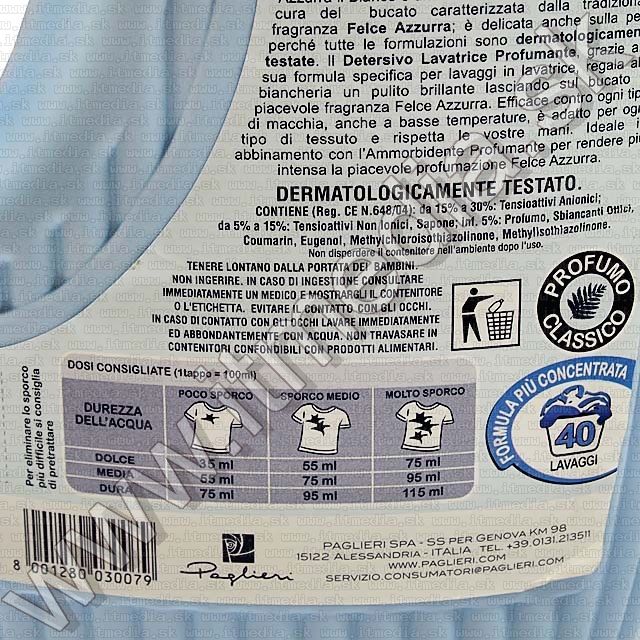 Azzurra il Bianco
cura del bucato caratterizzata dalla tradizion
fragranza Felce Azzurra; è delicata anche sulla pe
perché tutte le formulazioni sono dermatologicamen
testate. Il Detersivo Lavatrice Profumante, grazie a
sua formula specifica per lavaggi in lavatrice, regala al
biancheria un pulito brillante lasciando sul bucato
piacevole fragranza Felce Azzurra. Efficace contro ogni tip
di macchia, anche a basse temperature, è adatto per ogni
tipo di tessuto e rispetta le vostre mani. Ideale i
abbinamento con l'Ammorbidente Profumante per rendere più
intensa la piacevole profumazione Felce Azzurra.
DERMATOLOGICAMENTE TESTATO.
CONTIENE (Reg. CE N.648/04): da 15% a 30%: Tensioattivi Anionici;
da 5% a 15%: Tensioattivi Non Ionici, Sapone. Inf. 5%: Profumo, Sbiancanti Ottici,
Coumarin, Eugenol, Methylchloroisothiazolinone, Methylisothiazolinone.
Non disperdere il contenitore nell'ambiente dopo l'uso.
TENERE LONTANO DALLA PORTATA DEI BAMBINI.
NON INGERIRE. IN CASO DI INGESTIONE CONSULTARE
IMMEDIATAMENTE UN MEDICO E MOSTRARGLI IL CONTENITORE
O L'ETICHETTA. EVITARE IL CONTATTO CON GLI OCCHI.
IN CASO DI CONTATTO CON GLI OCCHI LAVARE IMMEDIATAMENTE
ED ABBONDANTEMENTE CON ACQUA. NON TRAVASARE IN
CONTENITORI CONFONDIBILI CON PRODOTTI ALIMENTARI.
PROFUMO CLASSICO
FORMULA PIÙ CONCENTRATA
40
LAVAGGI
Per eliminare lo sporco
più difficile si consiglia
di pretrattare
DOSI CONSIGLIATE (1tappo = 100ml)
DUREZZA DELL'ACQUA POCO SPORCO SPORCO MEDIO MOLTO SPORCO
DOLCE 35 ml 55 ml 75 ml
MEDIA 55 ml 75 ml 95 ml
DURA 75 ml 95 ml 115 ml
8 001280 030079
Paglieri
PAGLIERI SPA - SS PER GENOVA KM 98
15122 ALESSANDRIA - ITALIA TEL. +39.0131.213511
WWW.PAGLIERI.COM
SERVIZIO.CONSUMATORI@PAGLIERI.COM
www.itmedia.sk